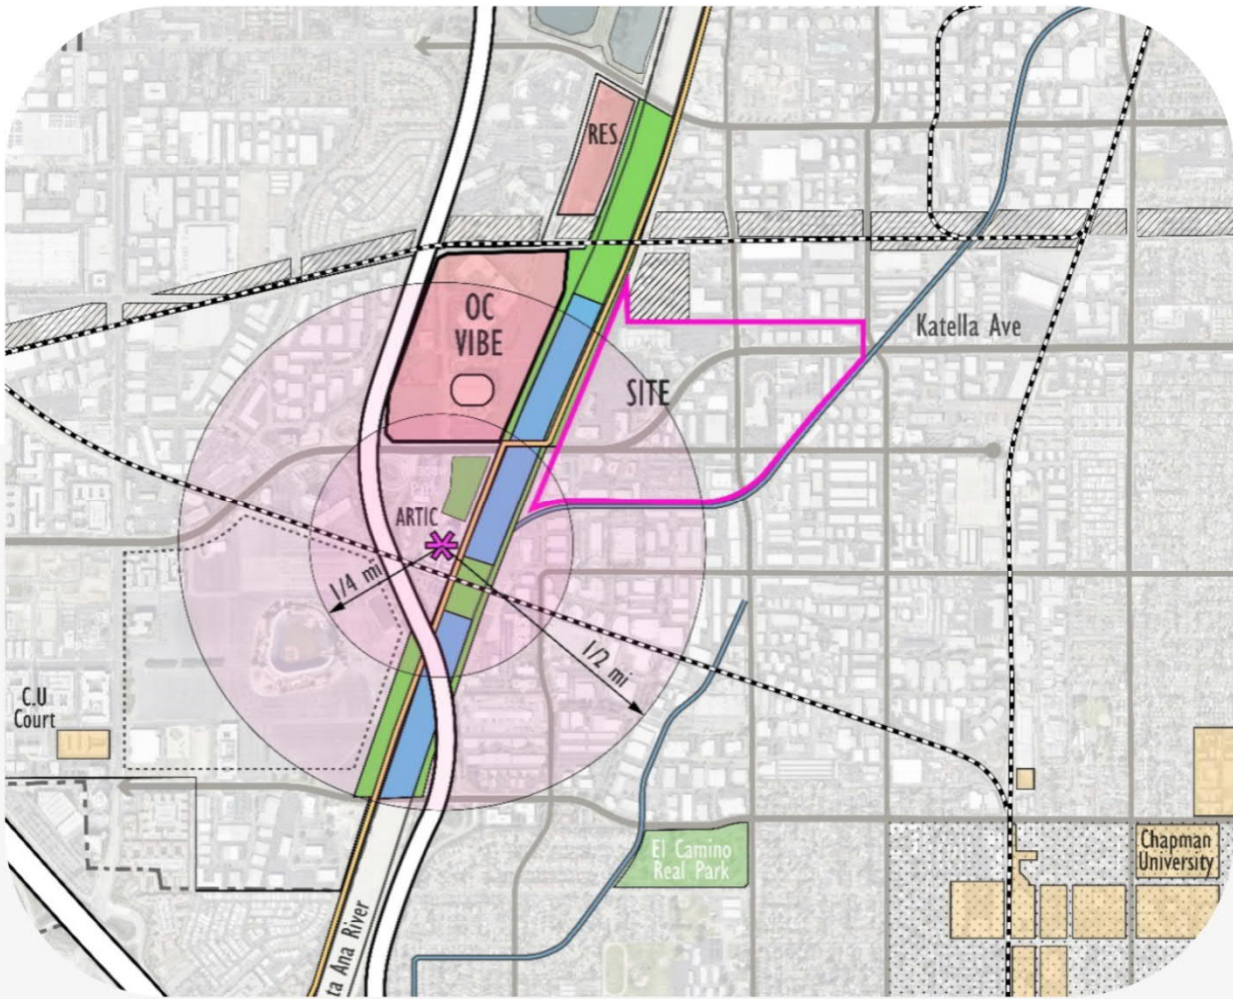 RES.
OC
VIBE
Katella Ave
SITE
ARTIC
1/4 mi
1/2 mi
C.U
Court
El Camino
Real Park
Chapman
University
ta Ana River